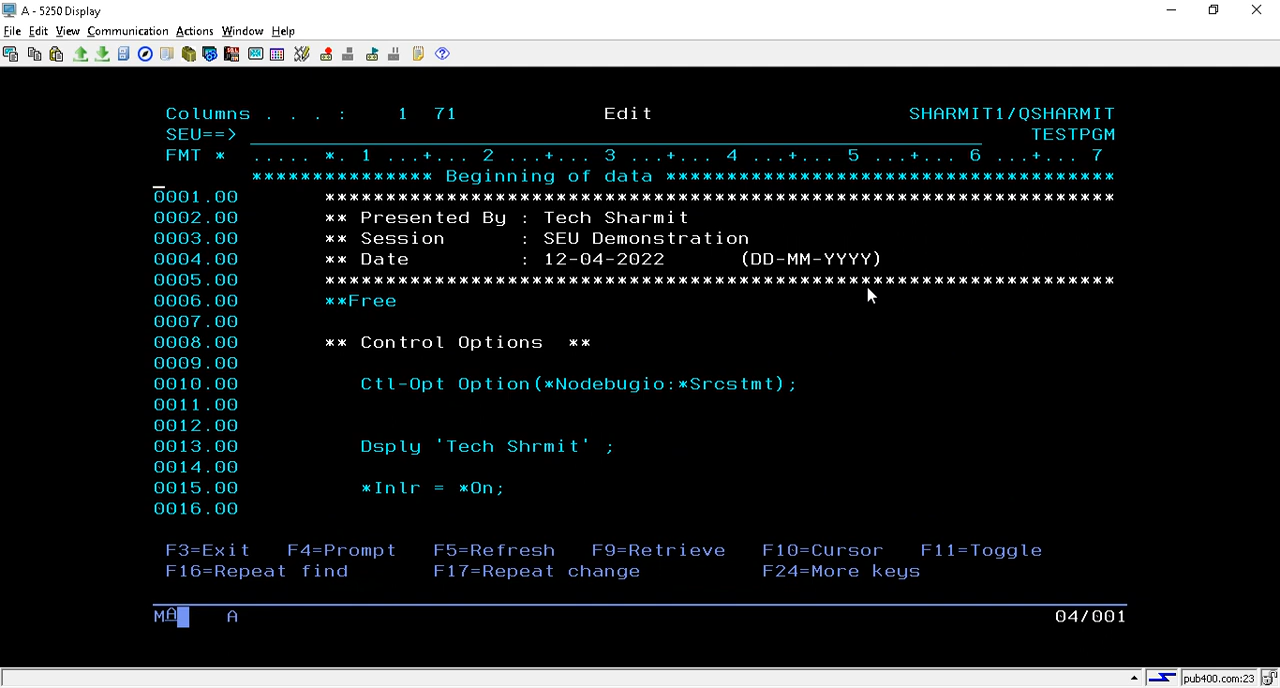 A - 5250 Display
File Edit View Communication Actions Window Help
Columns . . . : 1 71 Edit SHARMIT1/QSHARMIT
SEU==> TESTPGM
FMT * ..... *. 1 ...+... 2 ...+... 3 ...+... 4 ...+... 5 ...+... 6 ...+... 7
*************** Beginning of data *************************************
0001.00 *****************************************************************
0002.00 ** Presented By : Tech Sharmit
0003.00 ** Session : SEU Demonstration
0004.00 ** Date : 12-04-2022 (DD-MM-YYYY)
0005.00 *****************************************************************
0006.00 **Free
0007.00
0008.00 ** Control Options **
0009.00
0010.00 Ctl-Opt Option(*Nodebugio:*Srcstmt);
0011.00
0012.00
0013.00 Dsply 'Tech Shrmit' ;
0014.00
0015.00 *Inlr = *On;
0016.00
F3=Exit F4=Prompt F5=Refresh F9=Retrieve F10=Cursor F11=Toggle
F16=Repeat find F17=Repeat change F24=More keys
MA A 04/001
pub400.com:23